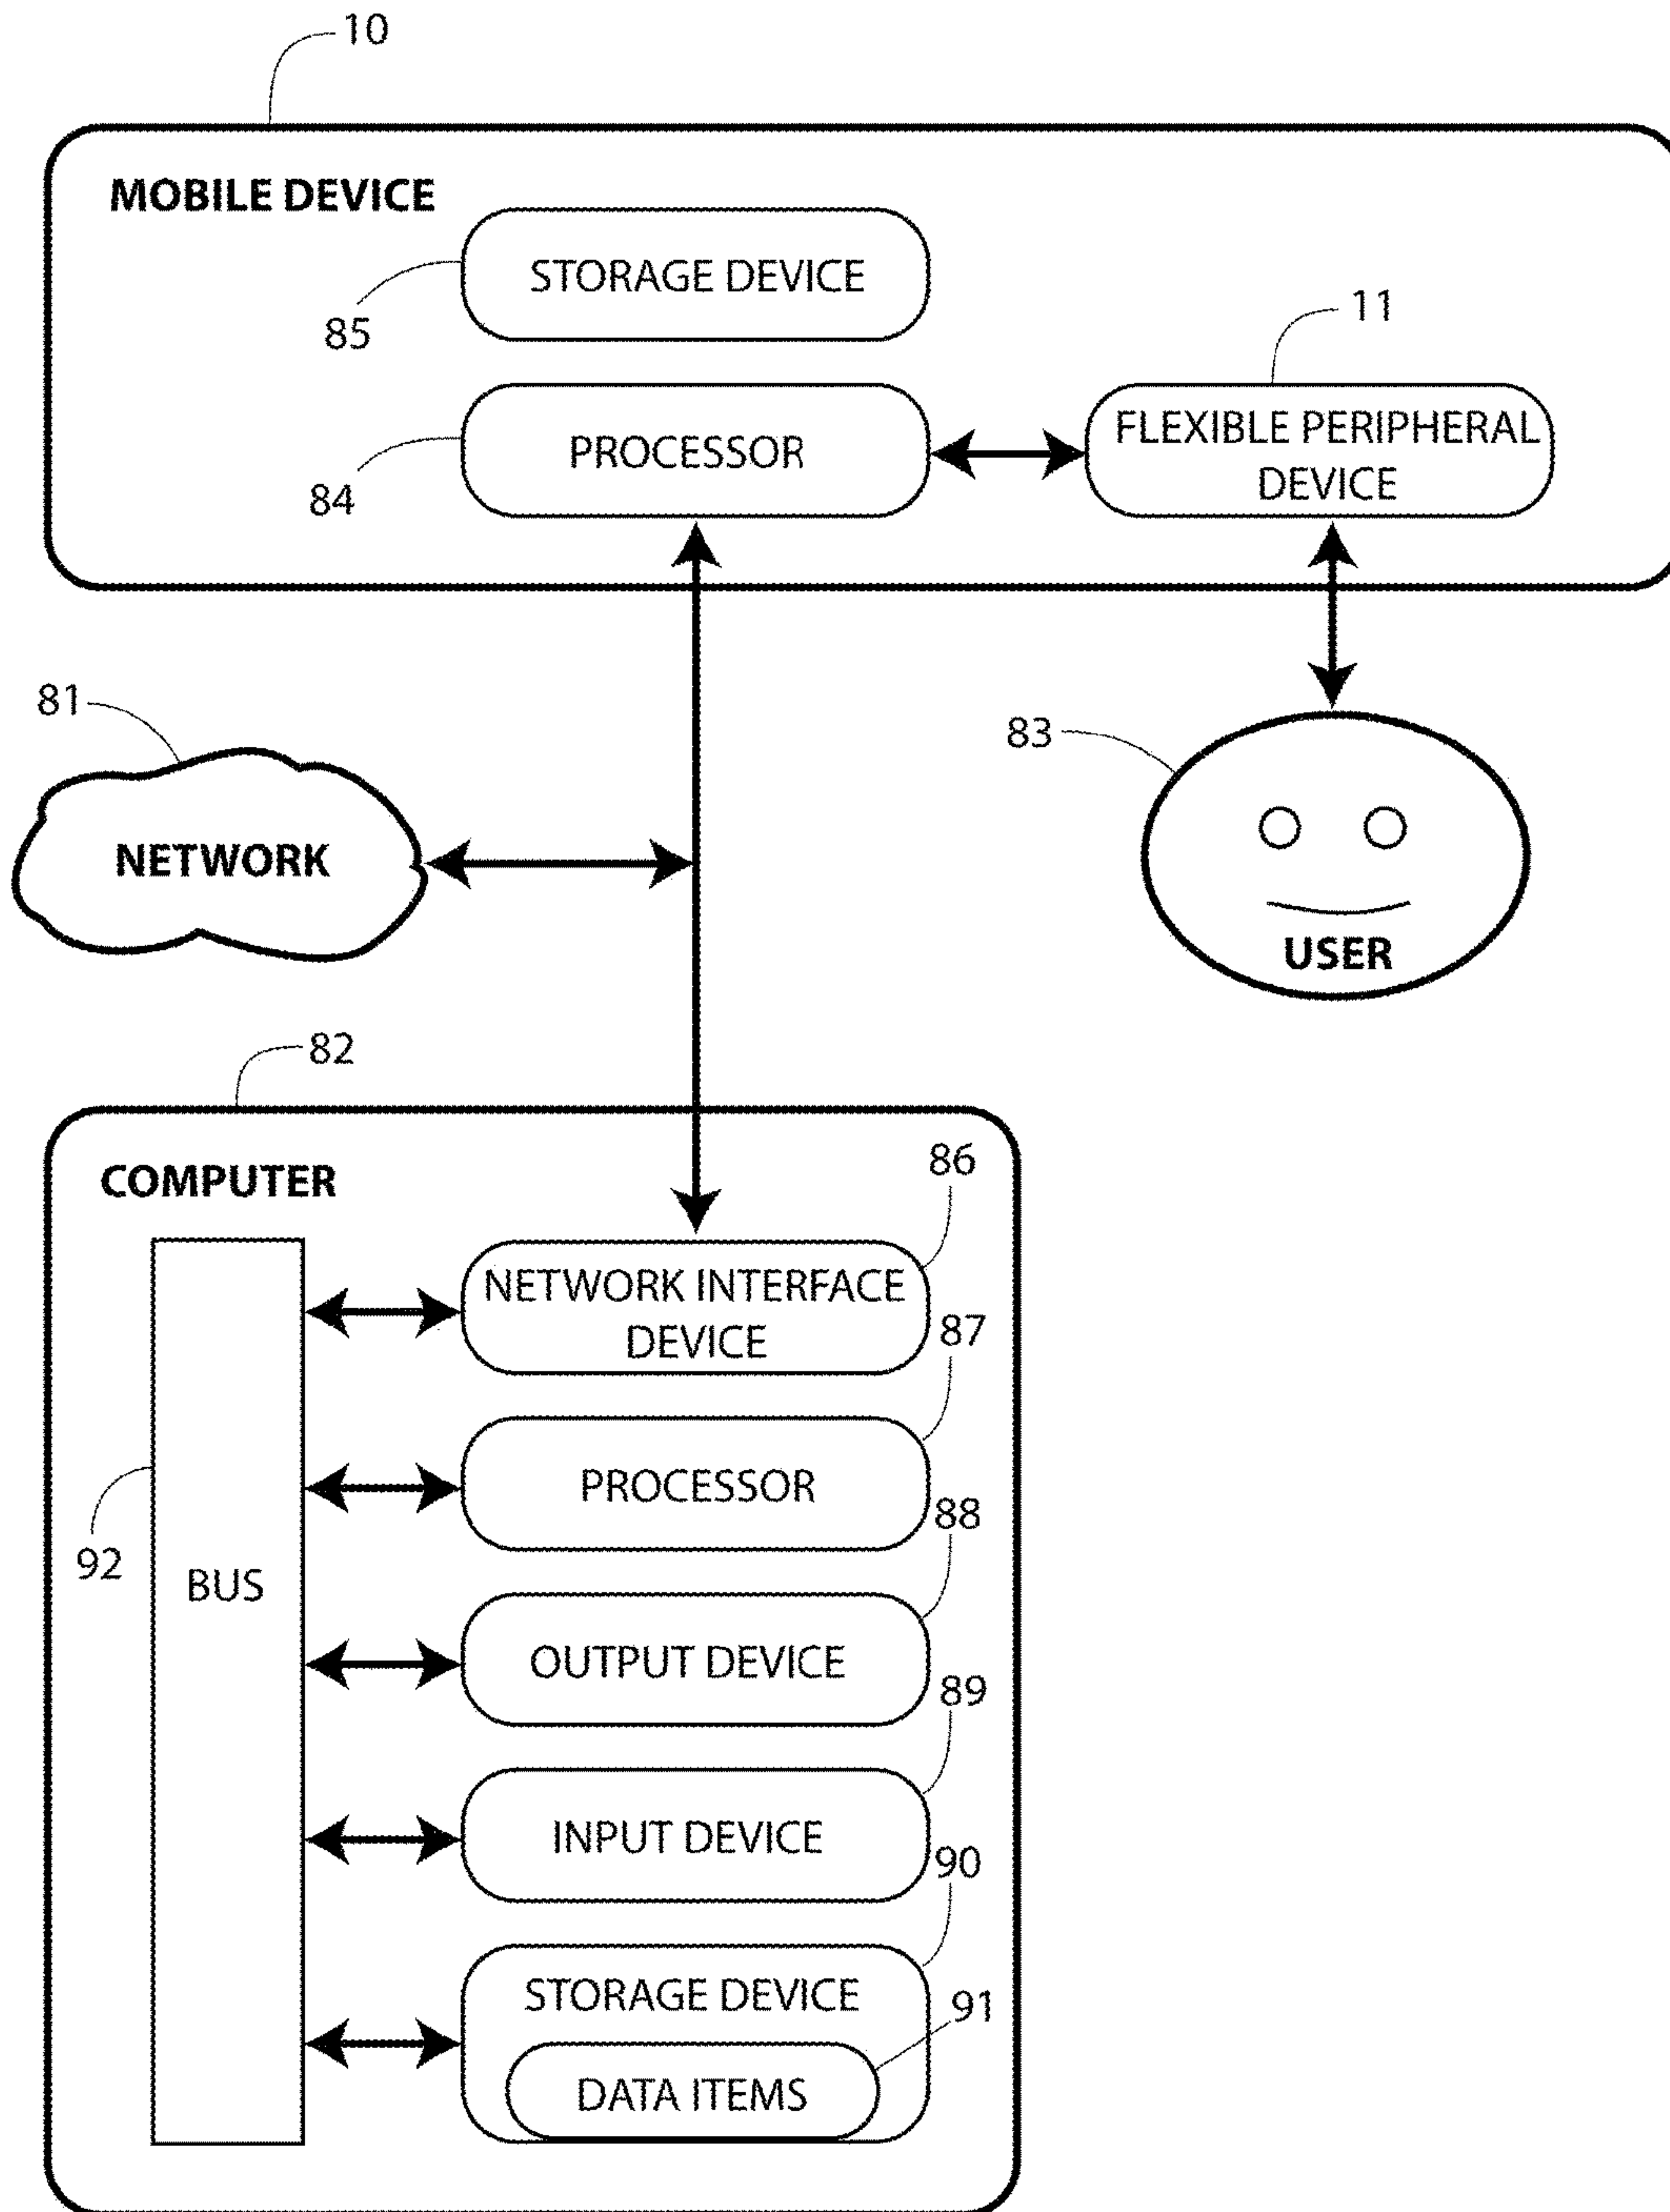 10
MOBILE DEVICE
STORAGE DEVICE
85
11
PROCESSOR
84
FLEXIBLE PERIPHERAL
DEVICE
81
NETWORK
83
USER
82
COMPUTER
86
NETWORK INTERFACE
DEVICE
87
PROCESSOR
88
92
BUS
OUTPUT DEVICE
89
INPUT DEVICE
90
STORAGE DEVICE
91
DATA ITEMS